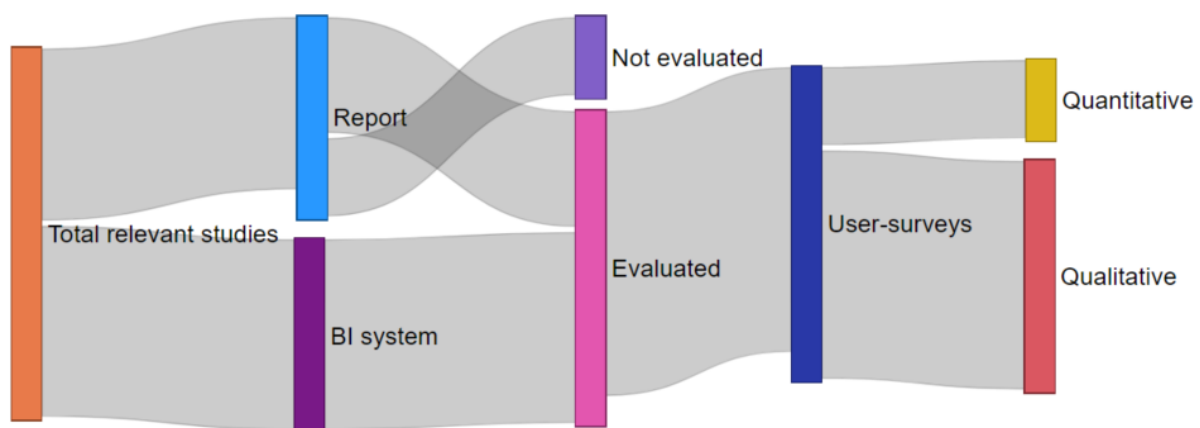 Total relevant studies
Report
BI system
Not evaluated
Evaluated
User-surveys
Quantitative
Qualitative